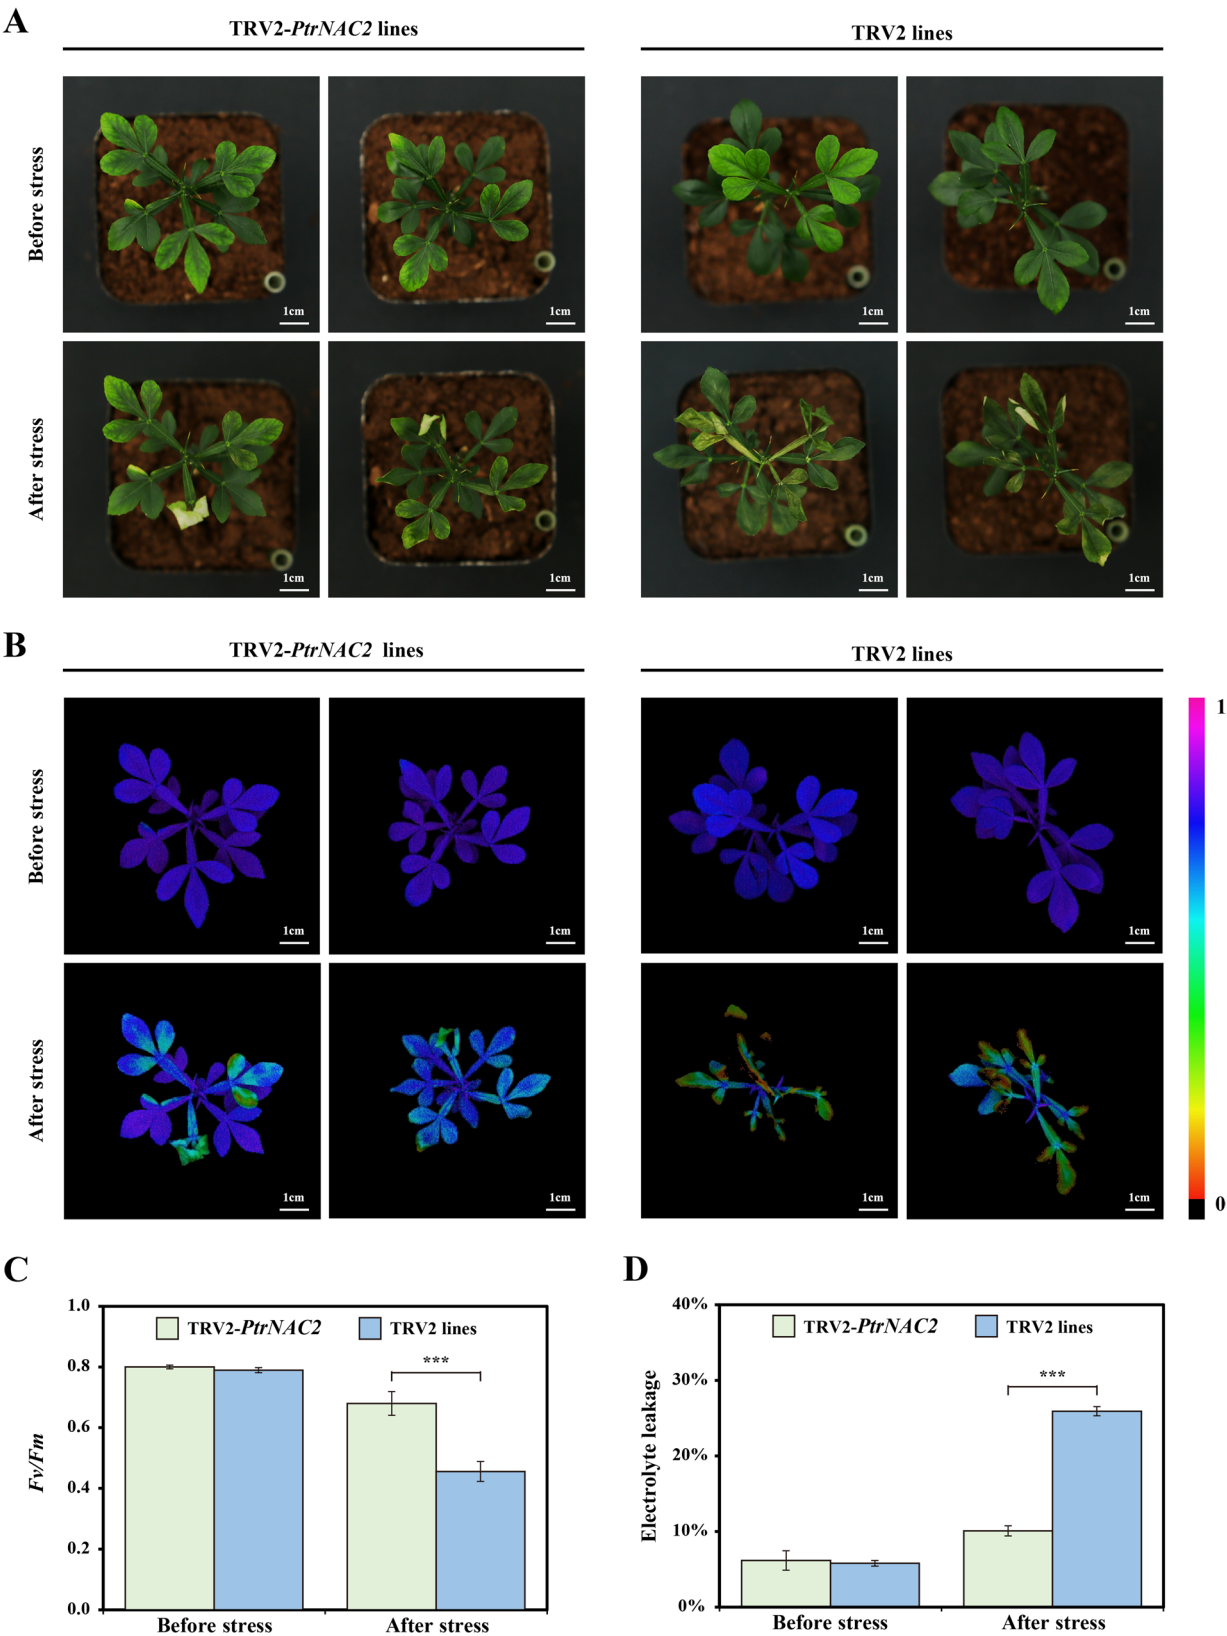 A
TRV2-PtrNAC2 lines
TRV2 lines
Before stress
1cm
1cm
1cm
1cm
After stress
1cm
1cm
1cm
1cm
B
TRV2-PtrNAC2 lines
TRV2 lines
1
Before stress
1cm
1cm
1cm
1cm
After stress
1cm
1cm
1cm
1cm
0
C
1.0
0.8
0.6
0.4
0.2
0.0
Fv/Fm
TRV2-PtrNAC2
TRV2 lines
***
Before stress
After stress
D
40%
30%
20%
10%
0%
Electrolyte leakage
TRV2-PtrNAC2
TRV2 lines
***
Before stress
After stress